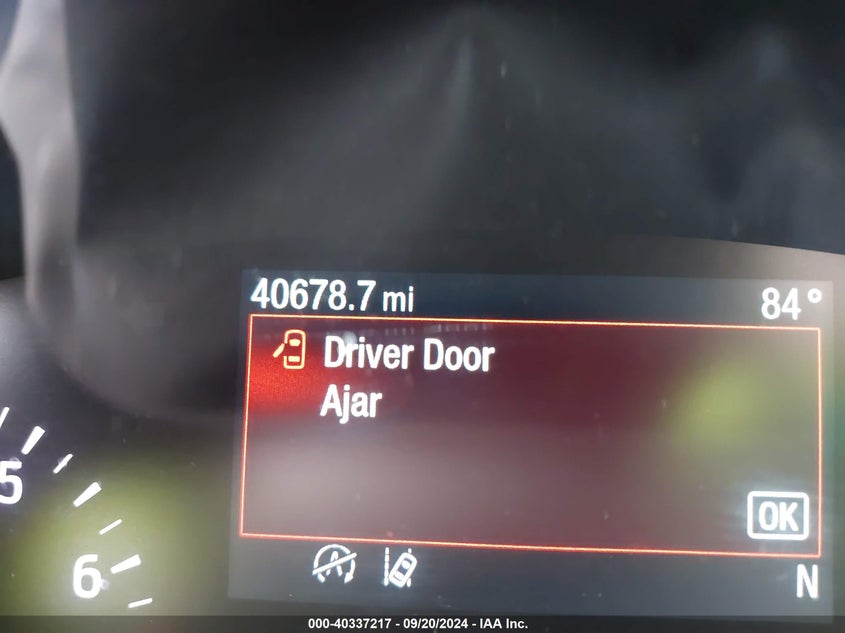 40678.7 mi 84°
Driver Door
Ajar
OK
5
6
A
N
000-40337217 - 09/20/2024 - IAA Inc.